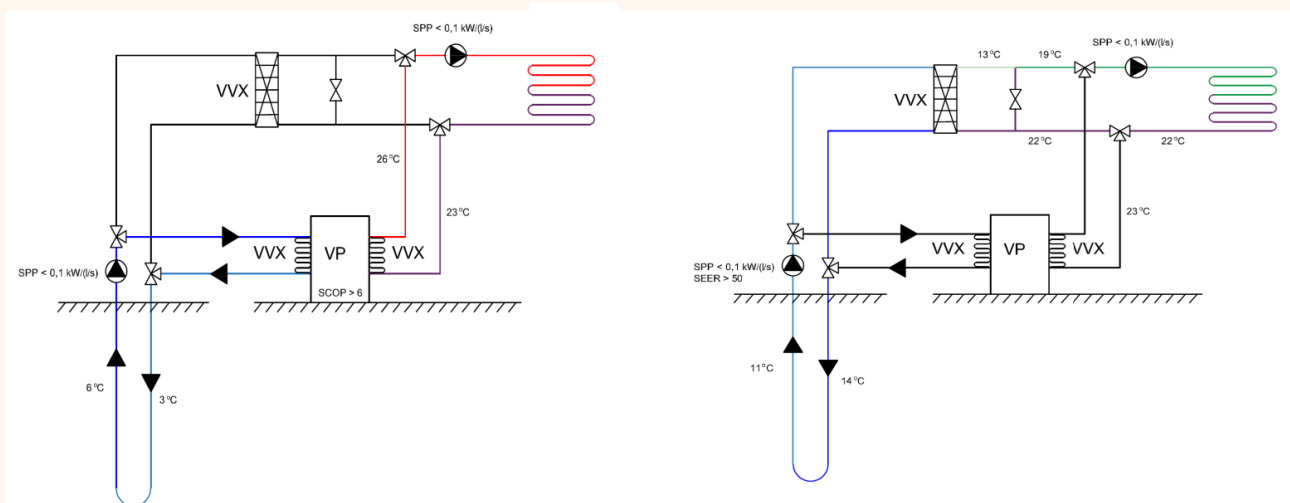 SPP < 0,1 kW/(l/s)
VVX
26 °C
23 °C
VVX
VP
VVX
SPP < 0,1 kW/(l/s)
SCOP > 6
6 °C
3 °C
SPP < 0,1 kW/(l/s)
13 °C
19 °C
VVX
22 °C
22 °C
23 °C
VVX
VP
VVX
SPP < 0,1 kW/(l/s)
SEER > 50
11 °C
14 °C